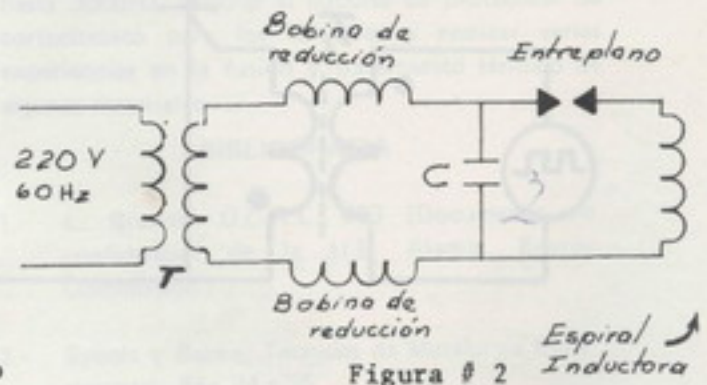 Bobina de
reducción
Entreplano
220 V
60 Hz
C
T
Bobina de
reducción
Espiral
Inductora
Figura # 2